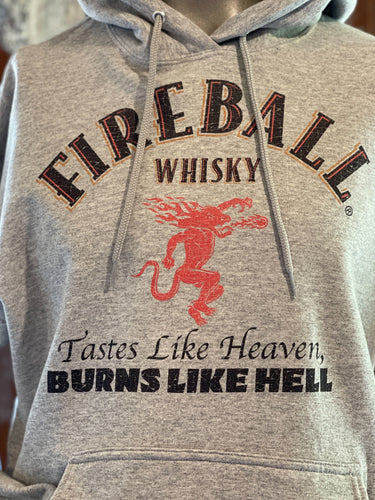 FIREBALL
®
WHISKY
Tastes Like Heaven,
BURNS LIKE HELL